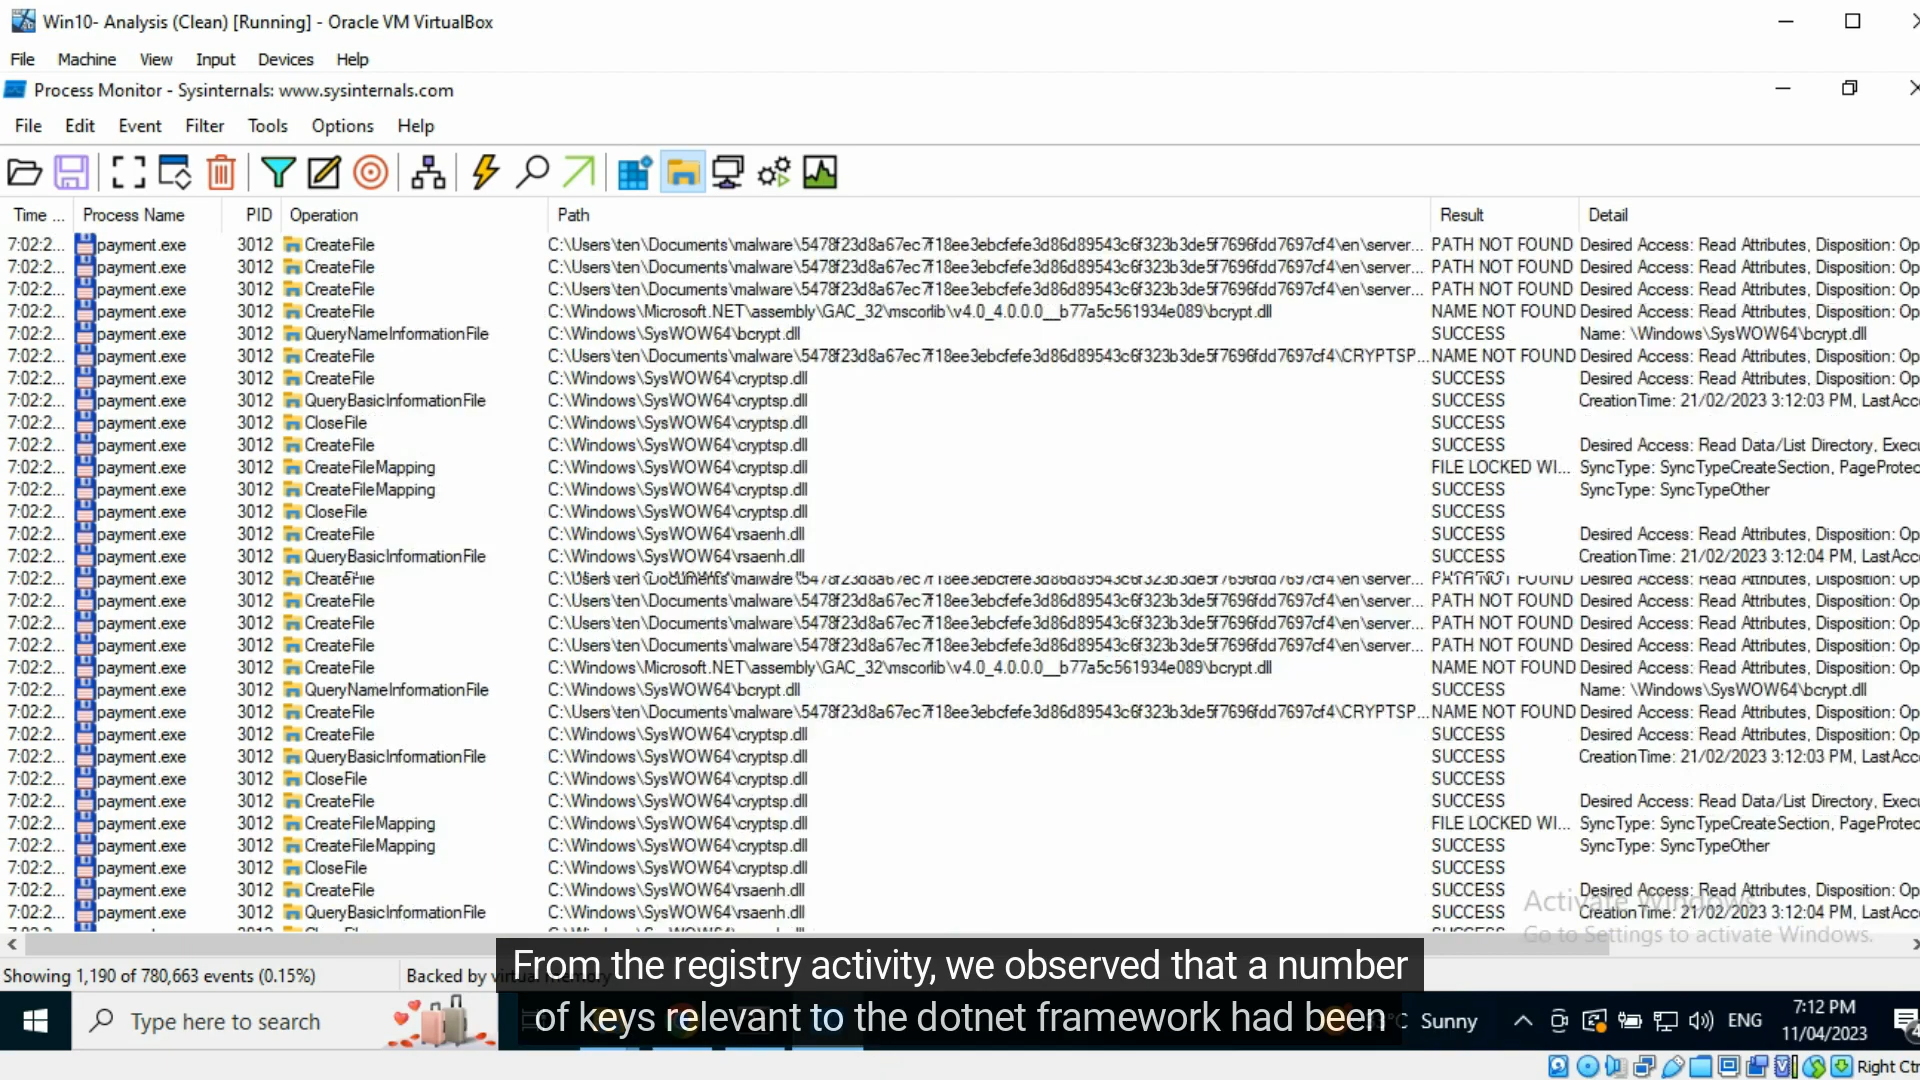 Win10- Analysis (Clean) [Running] - Oracle VM VirtualBox
File Machine View Input Devices Help
Process Monitor - Sysinternals: www.sysinternals.com
File Edit Event Filter Tools Options Help
Time ... Process Name PID Operation Path Result Detail
7:02:2... payment.exe 3012 CreateFile C:\Users\ten\Documents\malware\5478f23d8a67ec7f18ee3ebcfefe3d86d89543c6f323b3de5f7696fdd7697cf4\en\server... PATH NOT FOUND Desired Access: Read Attributes, Disposition: Op
7:02:2... payment.exe 3012 CreateFile C:\Users\ten\Documents\malware\5478f23d8a67ec7f18ee3ebcfefe3d86d89543c6f323b3de5f7696fdd7697cf4\en\server... PATH NOT FOUND Desired Access: Read Attributes, Disposition: Op
7:02:2... payment.exe 3012 CreateFile C:\Users\ten\Documents\malware\5478f23d8a67ec7f18ee3ebcfefe3d86d89543c6f323b3de5f7696fdd7697cf4\en\server... PATH NOT FOUND Desired Access: Read Attributes, Disposition: Op
7:02:2... payment.exe 3012 CreateFile C:\Windows\Microsoft.NET\assembly\GAC_32\mscorlib\v4.0_4.0.0.0__b77a5c561934e089\bcrypt.dll NAME NOT FOUND Desired Access: Read Attributes, Disposition: Op
7:02:2... payment.exe 3012 QueryNameInformationFile C:\Windows\SysWOW64\bcrypt.dll SUCCESS Name: \Windows\SysWOW64\bcrypt.dll
7:02:2... payment.exe 3012 CreateFile C:\Users\ten\Documents\malware\5478f23d8a67ec7f18ee3ebcfefe3d86d89543c6f323b3de5f7696fdd7697cf4\CRYPTSP... NAME NOT FOUND Desired Access: Read Attributes, Disposition: Op
7:02:2... payment.exe 3012 CreateFile C:\Windows\SysWOW64\cryptsp.dll SUCCESS Desired Access: Read Attributes, Disposition: Op
7:02:2... payment.exe 3012 QueryBasicInformationFile C:\Windows\SysWOW64\cryptsp.dll SUCCESS CreationTime: 21/02/2023 3:12:03 PM, LastAcce
7:02:2... payment.exe 3012 CloseFile C:\Windows\SysWOW64\cryptsp.dll SUCCESS
7:02:2... payment.exe 3012 CreateFile C:\Windows\SysWOW64\cryptsp.dll SUCCESS Desired Access: Read Data/List Directory, Execu
7:02:2... payment.exe 3012 CreateFileMapping C:\Windows\SysWOW64\cryptsp.dll FILE LOCKED WI... SyncType: SyncTypeCreateSection, PageProtec
7:02:2... payment.exe 3012 CreateFileMapping C:\Windows\SysWOW64\cryptsp.dll SUCCESS SyncType: SyncTypeOther
7:02:2... payment.exe 3012 CloseFile C:\Windows\SysWOW64\cryptsp.dll SUCCESS
7:02:2... payment.exe 3012 CreateFile C:\Windows\SysWOW64\rsaenh.dll SUCCESS Desired Access: Read Attributes, Disposition: Op
7:02:2... payment.exe 3012 QueryBasicInformationFile C:\Windows\SysWOW64\rsaenh.dll SUCCESS CreationTime: 21/02/2023 3:12:04 PM, LastAcce
7:02:2... payment.exe 3012 CreateFile C:\Users\ten\Documents\malware\5478f23d8a67ec7f18ee3ebcfefe3d86d89543c6f323b3de5f7696fdd7697cf4\en\server... PATH NOT FOUND Desired Access: Read Attributes, Disposition: Op
7:02:2... payment.exe 3012 CreateFile C:\Users\ten\Documents\malware\5478f23d8a67ec7f18ee3ebcfefe3d86d89543c6f323b3de5f7696fdd7697cf4\en\server... PATH NOT FOUND Desired Access: Read Attributes, Disposition: Op
7:02:2... payment.exe 3012 CreateFile C:\Users\ten\Documents\malware\5478f23d8a67ec7f18ee3ebcfefe3d86d89543c6f323b3de5f7696fdd7697cf4\en\server... PATH NOT FOUND Desired Access: Read Attributes, Disposition: Op
7:02:2... payment.exe 3012 CreateFile C:\Users\ten\Documents\malware\5478f23d8a67ec7f18ee3ebcfefe3d86d89543c6f323b3de5f7696fdd7697cf4\en\server... PATH NOT FOUND Desired Access: Read Attributes, Disposition: Op
7:02:2... payment.exe 3012 CreateFile C:\Windows\Microsoft.NET\assembly\GAC_32\mscorlib\v4.0_4.0.0.0__b77a5c561934e089\bcrypt.dll NAME NOT FOUND Desired Access: Read Attributes, Disposition: Op
7:02:2... payment.exe 3012 QueryNameInformationFile C:\Windows\SysWOW64\bcrypt.dll SUCCESS Name: \Windows\SysWOW64\bcrypt.dll
7:02:2... payment.exe 3012 CreateFile C:\Users\ten\Documents\malware\5478f23d8a67ec7f18ee3ebcfefe3d86d89543c6f323b3de5f7696fdd7697cf4\CRYPTSP... NAME NOT FOUND Desired Access: Read Attributes, Disposition: Op
7:02:2... payment.exe 3012 CreateFile C:\Windows\SysWOW64\cryptsp.dll SUCCESS Desired Access: Read Attributes, Disposition: Op
7:02:2... payment.exe 3012 QueryBasicInformationFile C:\Windows\SysWOW64\cryptsp.dll SUCCESS CreationTime: 21/02/2023 3:12:03 PM, LastAcce
7:02:2... payment.exe 3012 CloseFile C:\Windows\SysWOW64\cryptsp.dll SUCCESS
7:02:2... payment.exe 3012 CreateFile C:\Windows\SysWOW64\cryptsp.dll SUCCESS Desired Access: Read Data/List Directory, Execu
7:02:2... payment.exe 3012 CreateFileMapping C:\Windows\SysWOW64\cryptsp.dll FILE LOCKED WI... SyncType: SyncTypeCreateSection, PageProtec
7:02:2... payment.exe 3012 CreateFileMapping C:\Windows\SysWOW64\cryptsp.dll SUCCESS SyncType: SyncTypeOther
7:02:2... payment.exe 3012 CloseFile C:\Windows\SysWOW64\cryptsp.dll SUCCESS
7:02:2... payment.exe 3012 CreateFile C:\Windows\SysWOW64\rsaenh.dll SUCCESS Desired Access: Read Attributes, Disposition: Op
7:02:2... payment.exe 3012 QueryBasicInformationFile C:\Windows\SysWOW64\rsaenh.dll SUCCESS CreationTime: 21/02/2023 3:12:04 PM, LastAcce
Activate Windows
Go to Settings to activate Windows.
Showing 1,190 of 780,663 events (0.15%) Backed by virtual memory
From the registry activity, we observed that a number
of keys relevant to the dotnet framework had been
Type here to search
Sunny ENG 7:12 PM
11/04/2023
Right Ctr